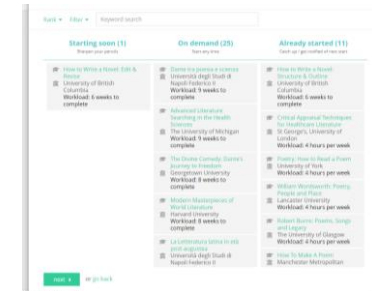 Rank Filter Keyword search
Starting soon (1)
Sharpen your pencils
How to Write a Novel: Edit &
Revise
University of British
Columbia
Workload: 6 weeks to
complete
On demand (25)
Start any time
Dante tra poesia e scienza
Università degli Studi di
Napoli Federico II
Workload: 9 weeks to
complete
Advanced Literature
Searching in the Health
Sciences
The University of Michigan
Workload: 9 weeks to
complete
The Divine Comedy: Dante's
Journey to Freedom
Georgetown University
Workload: 8 weeks to
complete
Modern Masterpieces of
World Literature
Harvard University
Workload: 8 weeks to
complete
La Letteratura latina in età
post-augustea
Università degli Studi di
Napoli Federico II
Already started (11)
Catch up / get notified of next start
How to Write a Novel:
Structure & Outline
University of British
Columbia
Workload: 6 weeks to
complete
Critical Appraisal Techniques
for Healthcare Literature
St George's, University of
London
Workload: 4 hours per week
Poetry: How to Read a Poem
University of York
Workload: 4 hours per week
William Wordsworth: Poetry,
People and Place
Lancaster University
Workload: 4 hours per week
Robert Burns: Poems, Songs
and Legacy
The University of Glasgow
Workload: 4 hours per week
How To Make A Poem
Manchester Metropolitan
next or go back